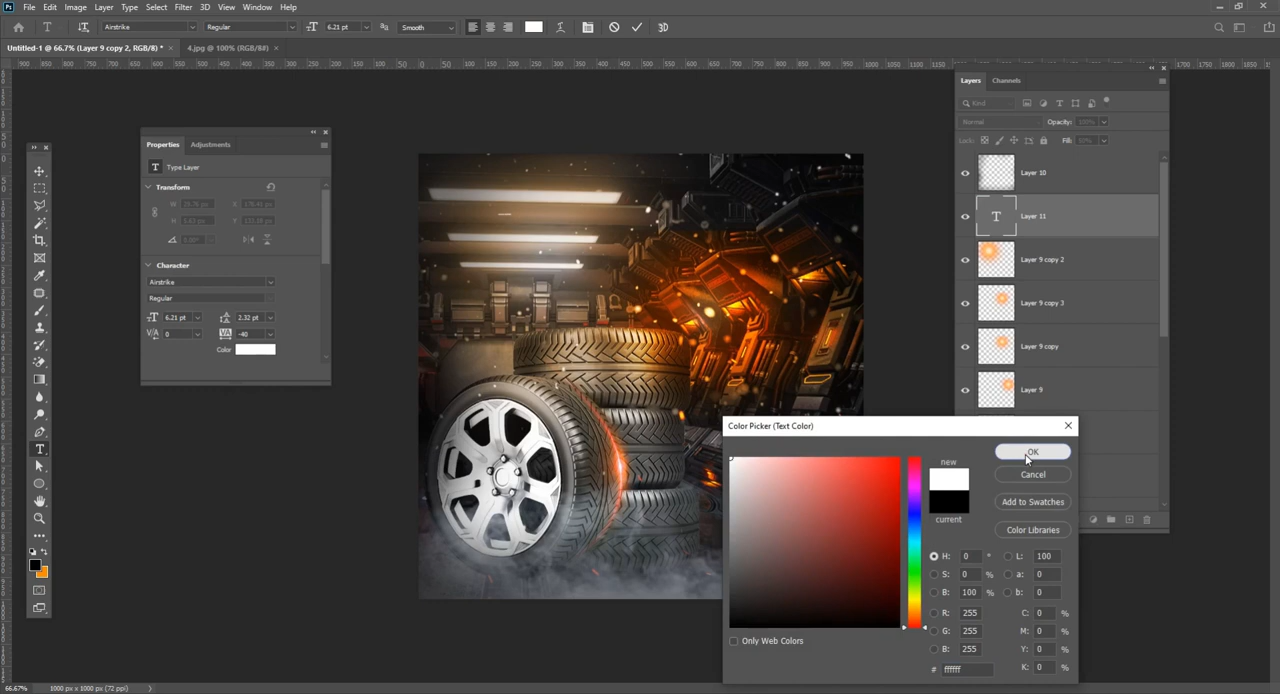 Ps File Edit Image Layer Type Select Filter 3D View Window Help
Airstrike Regular 6.21 pt Smooth 3D
Untitled-1 @ 66.7% (Layer 9 copy 2, RGB/8) * × 4.jpg @ 100% (RGB/8#) ×
Layers Channels
Kind
Normal Opacity: 100%
Lock: Fill:
Properties Adjustments
T Type Layer
Transform
W X
H Y
Character
Airstrike
Regular
6.21 pt 2.32 pt
0 -40
Color
Layer 10
T Layer 11
Layer 9 copy 2
Layer 9 copy 3
Layer 9 copy
Layer 9
Color Picker (Text Color)
new
current
OK
Cancel
Add to Swatches
Color Libraries
H: 0 ° L: 100
S: 0 % a: 0
B: 100 % b: 0
R: 255 C: 0 %
G: 255 M: 0 %
B: 255 Y: 0 %
# ffffff K: 0 %
Only Web Colors
66.67% 1000 px x 1000 px (72 ppi)